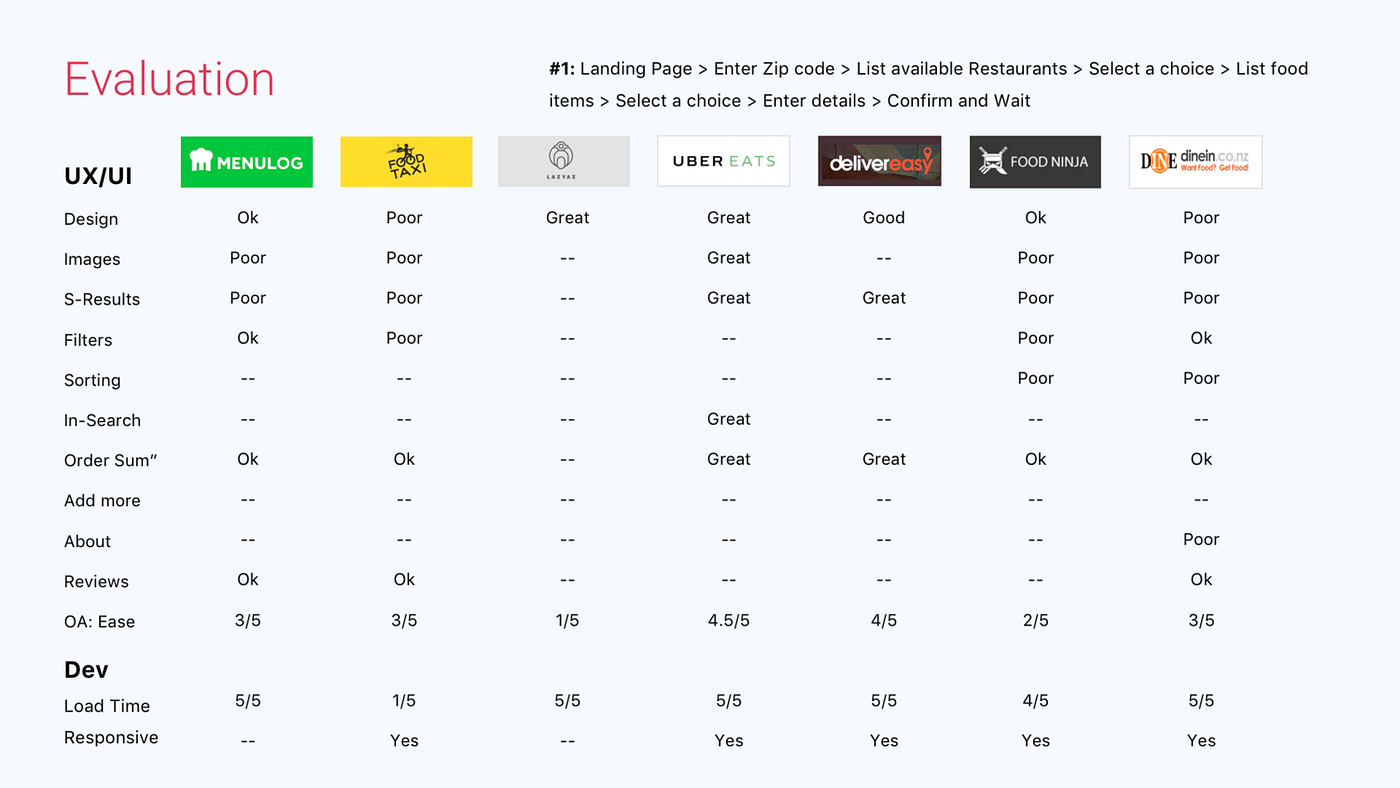 Evaluation
#1: Landing Page > Enter Zip code > List available Restaurants > Select a choice > List food
items > Select a choice > Enter details > Confirm and Wait
UX/UI MENULOG FOOD TAXI LAZYAZ UBER EATS delivereasy FOOD NINJA DINE dinein.co.nz
Want Food? Get Food!
Design Ok Poor Great Great Good Ok Poor
Images Poor Poor -- Great -- Poor Poor
S-Results Poor Poor -- Great Great Poor Poor
Filters Ok Poor -- -- -- Poor Ok
Sorting -- -- -- -- -- Poor Poor
In-Search -- -- -- Great -- -- --
Order Sum” Ok Ok -- Great Great Ok Ok
Add more -- -- -- -- -- -- --
About -- -- -- -- -- -- Poor
Reviews Ok Ok -- -- -- -- Ok
OA: Ease 3/5 3/5 1/5 4.5/5 4/5 2/5 3/5
Dev
Load Time 5/5 1/5 5/5 5/5 5/5 4/5 5/5
Responsive -- Yes -- Yes Yes Yes Yes